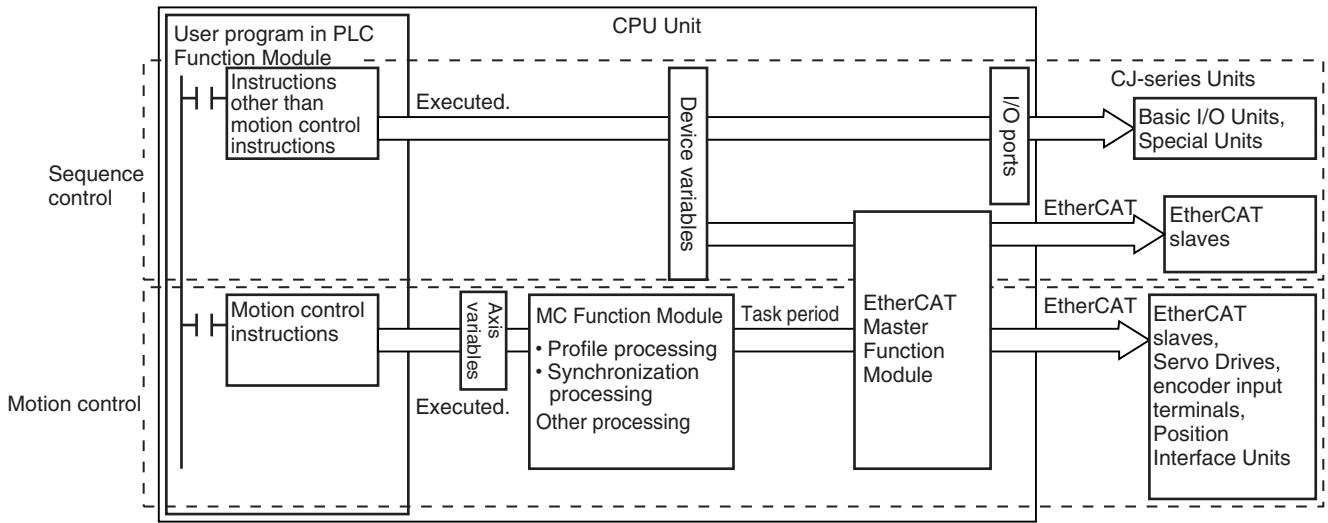 CPU Unit
User program in PLC
Function Module
Instructions
other than
motion control
instructions
Executed.
Device variables
I/O ports
CJ-series Units
Basic I/O Units,
Special Units
Sequence
control
EtherCAT
EtherCAT
slaves
Motion control
Motion control
instructions
Executed.
Axis
variables
MC Function Module
• Profile processing
• Synchronization
processing
Other processing
Task period
EtherCAT
Master
Function
Module
EtherCAT
EtherCAT
slaves,
Servo Drives,
encoder input
terminals,
Position
Interface Units